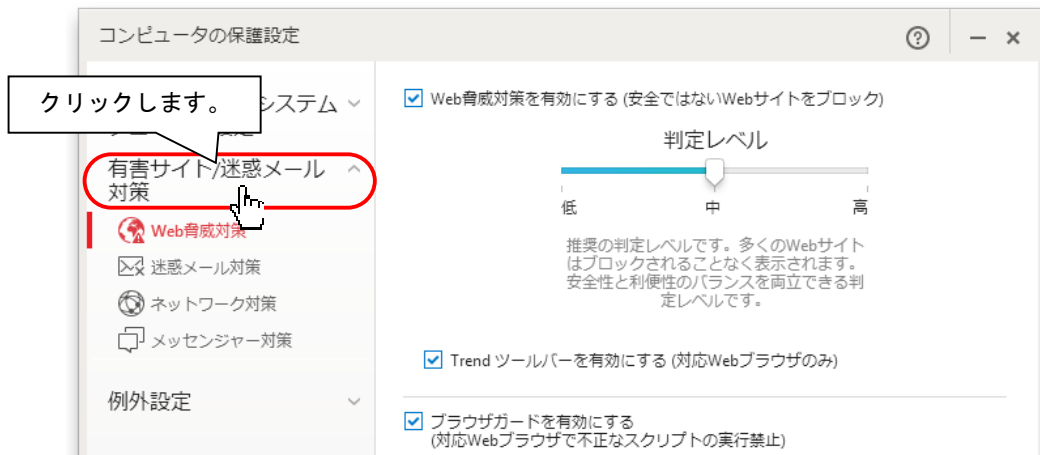 コンピュータの保護設定
クリックします。
システム
有害サイト/迷惑メール
対策
Web脅威対策
迷惑メール対策
ネットワーク対策
メッセンジャー対策
例外設定
Web脅威対策を有効にする (安全ではないWebサイトをブロック)
判定レベル
低 中 高
推奨の判定レベルです。多くのWebサイト
はブロックされることなく表示されます。
安全性と利便性のバランスを両立できる判
定レベルです。
Trend ツールバーを有効にする (対応Webブラウザのみ)
ブラウザガードを有効にする
(対応Webブラウザで不正なスクリプトの実行禁止)